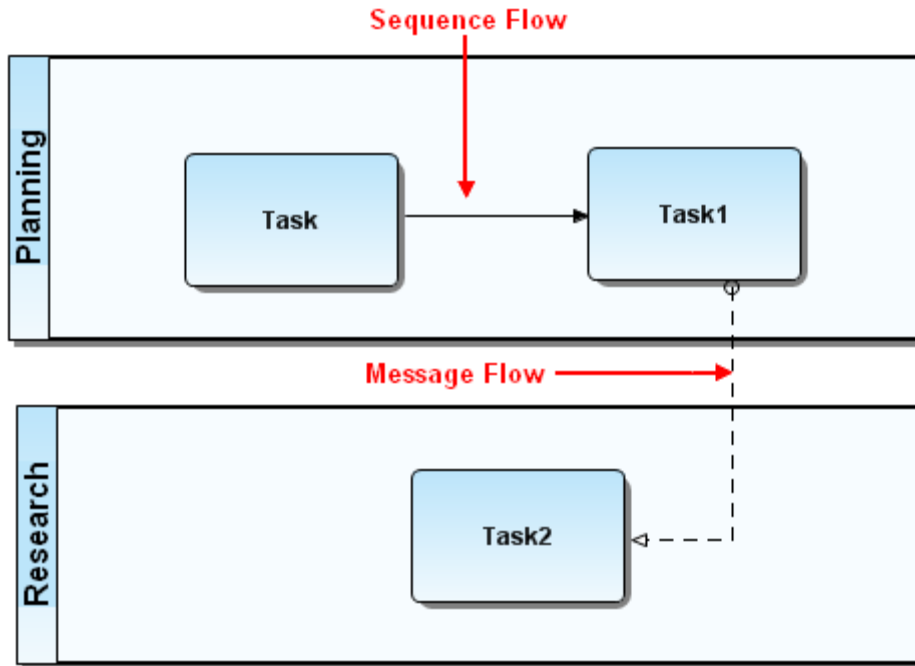 Sequence Flow
Planning
Task
Task1
Message Flow
Research
Task2